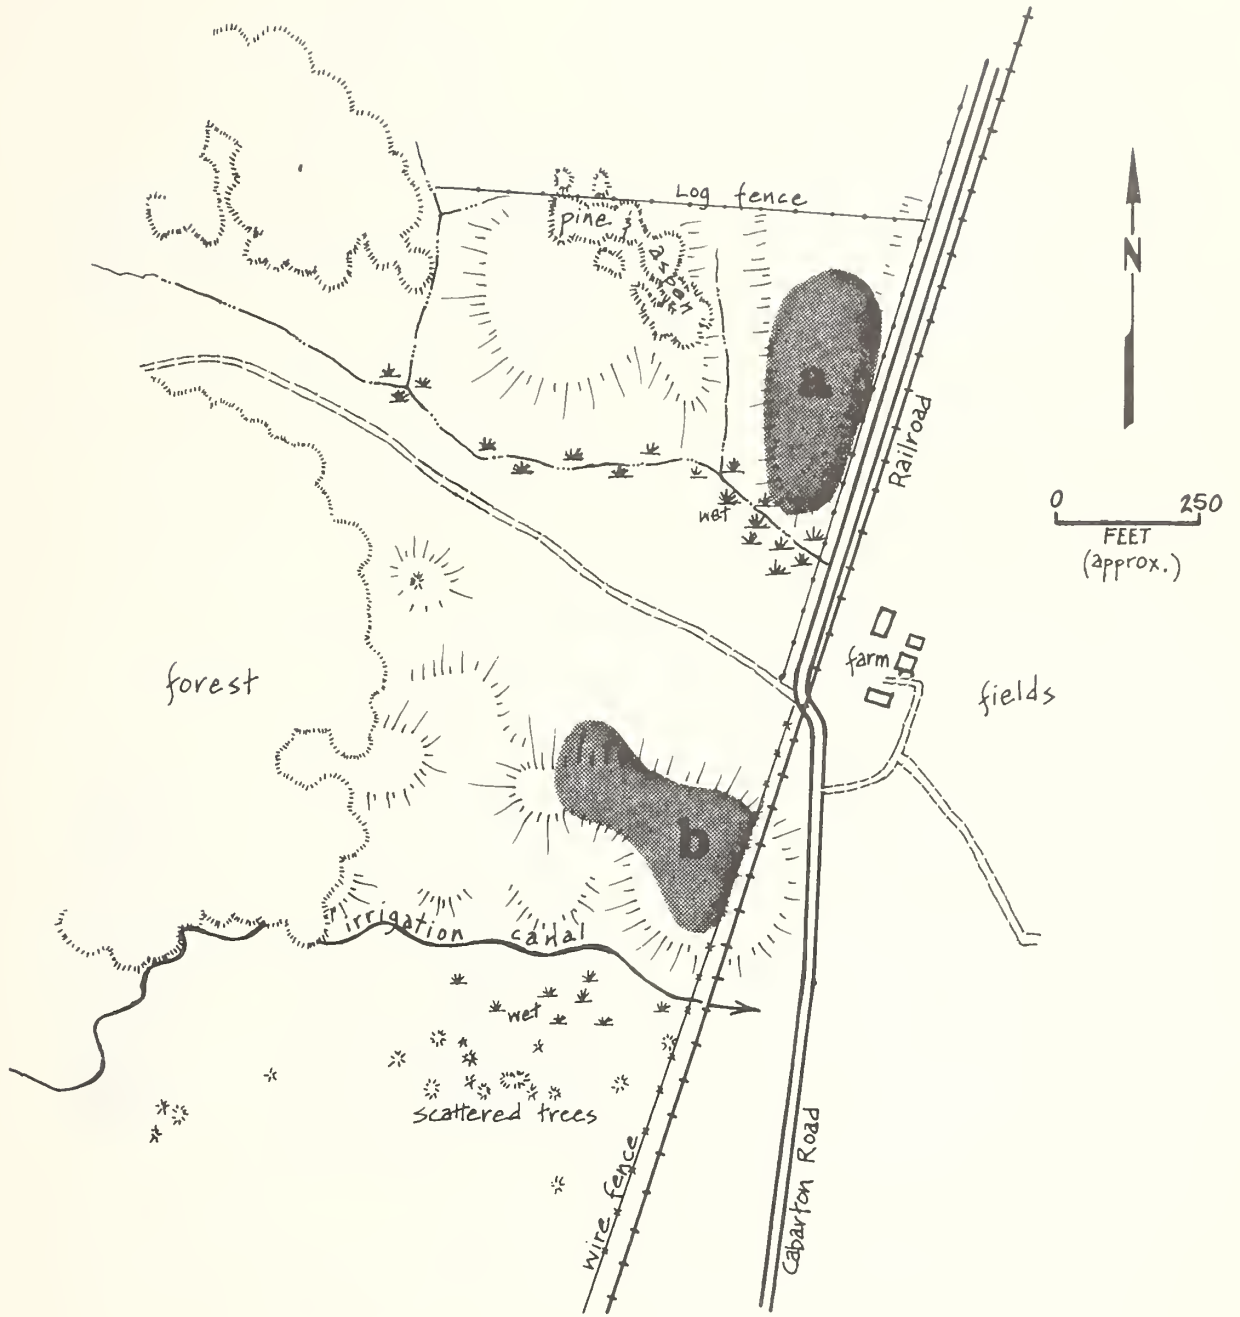 Log fence
pine
aspen
N
a
Railroad
0 250
FEET
(approx.)
wet
farm
fields
forest
b
irrigation canal
wet
scattered trees
wire fence
Cabarton Road